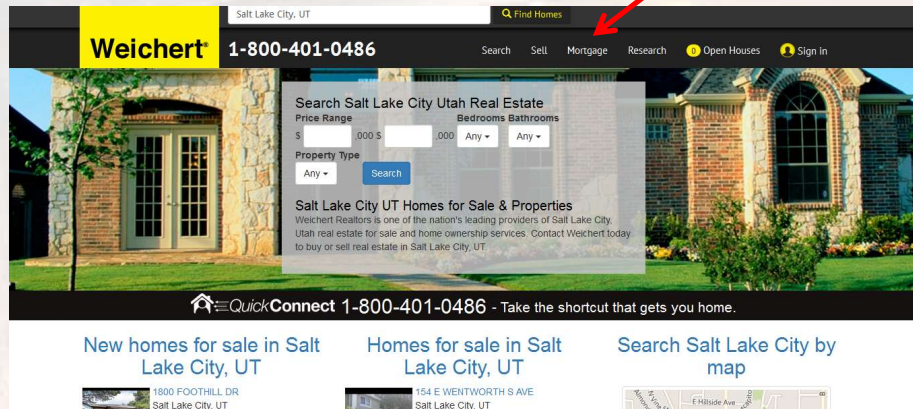 Salt Lake City, UT
Find Homes
Weichert®
1-800-401-0486
Search Sell Mortgage Research 0 Open Houses Sign In
Search Salt Lake City Utah Real Estate
Price Range Bedrooms Bathrooms
$ ,000 $ ,000 Any Any
Property Type
Any Search
Salt Lake City UT Homes for Sale & Properties
Weichert Realtors is one of the nation's leading providers of Salt Lake City,
Utah real estate for sale and home ownership services. Contact Weichert today
to buy or sell real estate in Salt Lake City, UT.
QuickConnect 1-800-401-0486 - Take the shortcut that gets you home.
New homes for sale in Salt
Lake City, UT
1800 FOOTHILL DR
Salt Lake City, UT
Homes for sale in Salt
Lake City, UT
154 E WENTWORTH S AVE
Salt Lake City, UT
Search Salt Lake City by
map
E Hillside Ave